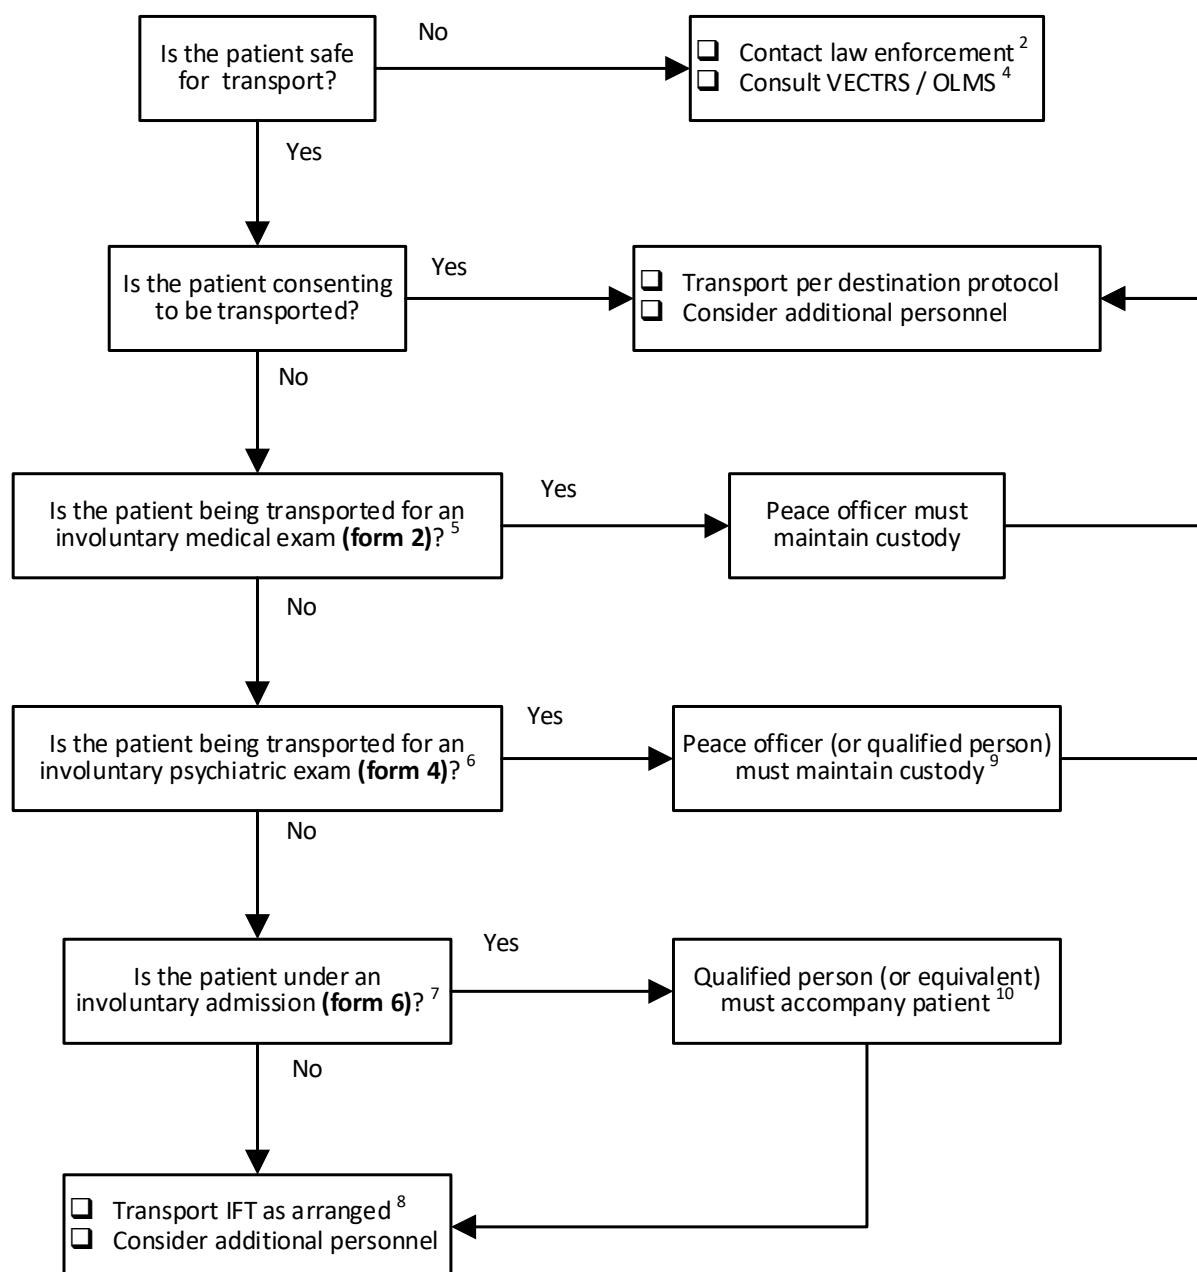 Is the patient safe
for transport?
No
❑ Contact law enforcement 2
❑ Consult VECTRS / OLMS 4
Yes
Is the patient consenting
to be transported?
Yes
❑ Transport per destination protocol
❑ Consider additional personnel
No
Is the patient being transported for an
involuntary medical exam (form 2)? 5
Yes
Peace officer must
maintain custody
No
Is the patient being transported for an
involuntary psychiatric exam (form 4)? 6
Yes
Peace officer (or qualified person)
must maintain custody 9
No
Is the patient under an
involuntary admission (form 6)? 7
Yes
Qualified person (or equivalent)
must accompany patient 10
No
❑ Transport IFT as arranged 8
❑ Consider additional personnel